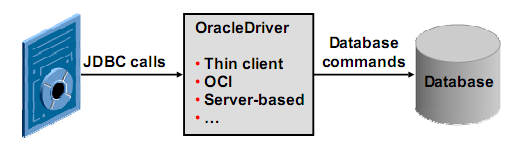 JDBC calls
OracleDriver
• Thin client
• OCI
• Server-based
• ...
Database
commands
Database